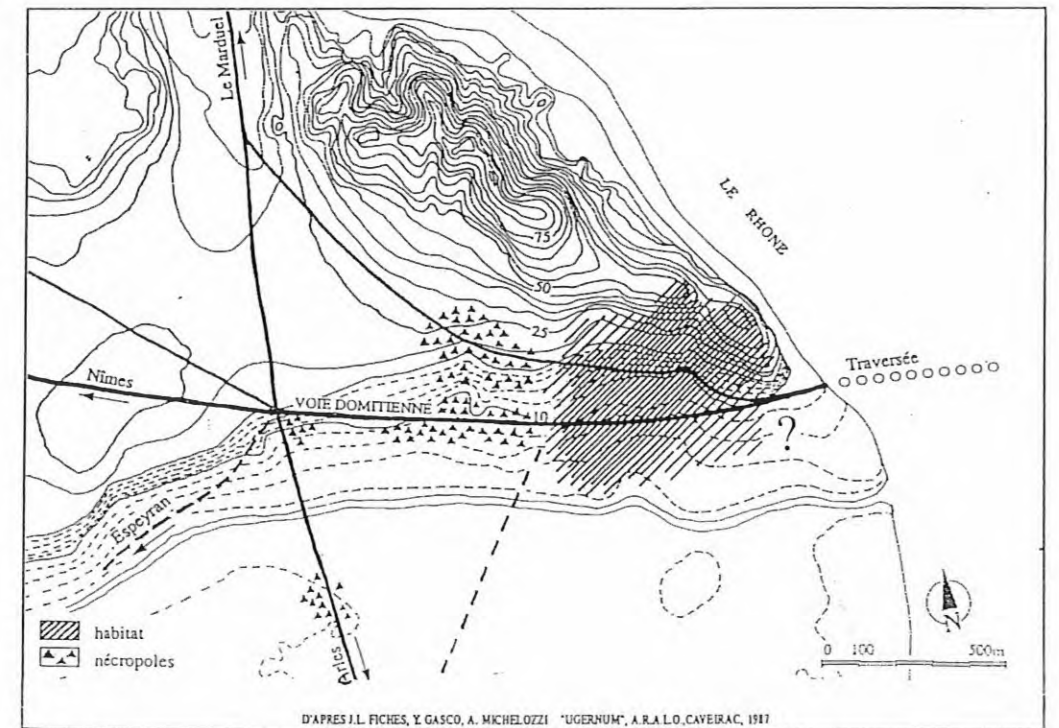 Le Marduel
LE RHONE
75
50
25
Traversée
Nîmes
VOIE DOMITIENNE
10
?
Espeyran
habitat
nécropoles
Arles
N
0 100 500m
D'APRES J.L. FICHES, Y. GASCO, A. MICHELOZZI "UGERNUM", A.R.A.L.O., CAVEIRAC, 1987